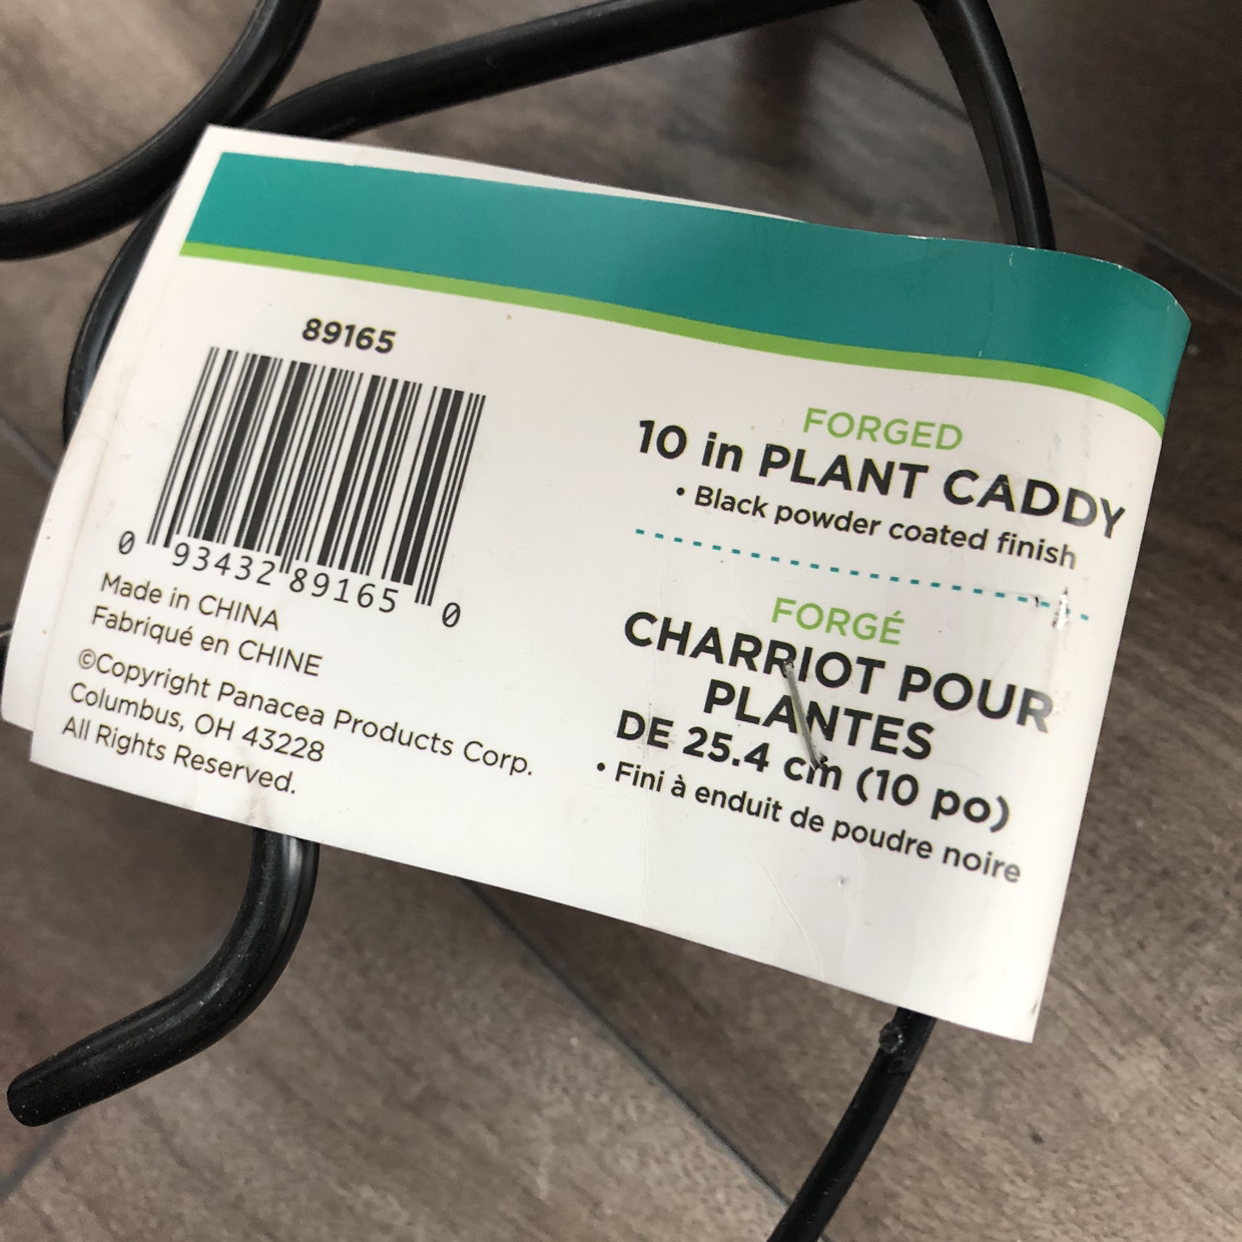 89165
0 93432 89165 0
Made in CHINA
Fabriqué en CHINE
©Copyright Panacea Products Corp.
Columbus, OH 43228
All Rights Reserved.
FORGED
10 in PLANT CADDY
• Black powder coated finish
FORGÉ
CHARRIOT POUR
PLANTES
DE 25.4 cm (10 po)
• Fini à enduit de poudre noire